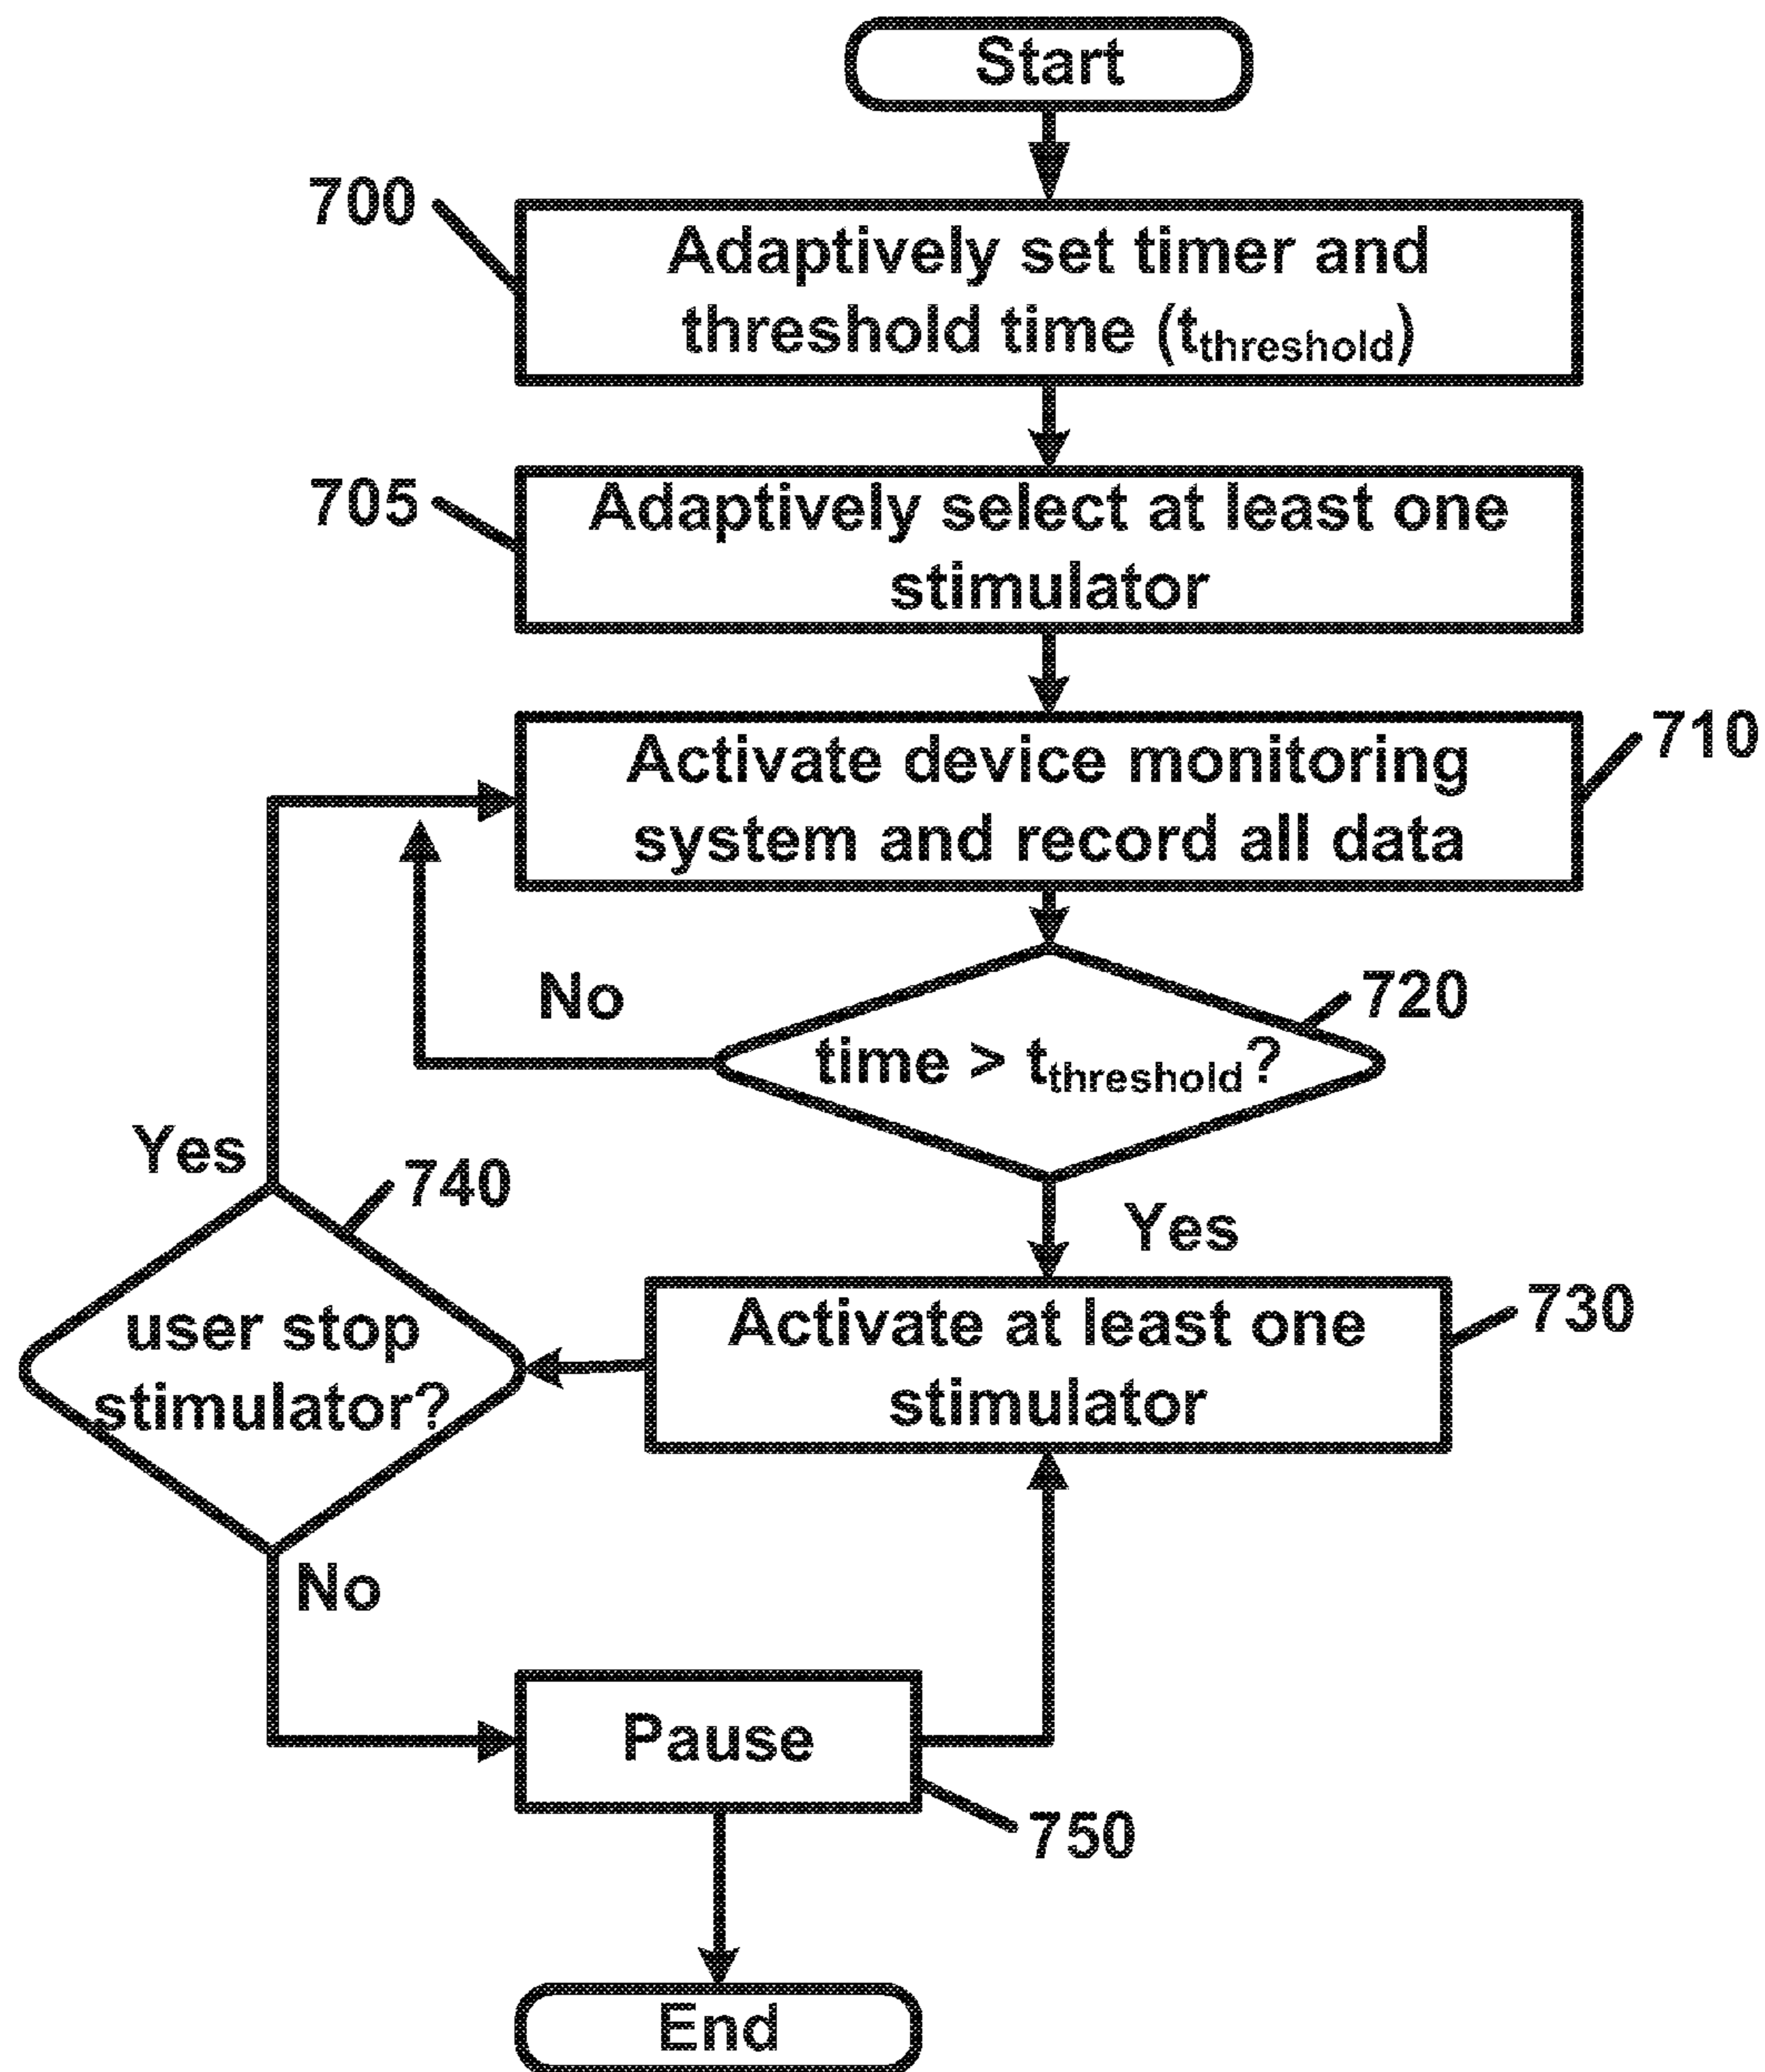 Start
700
Adaptively set timer and
threshold time (t_threshold)
705
Adaptively select at least one
stimulator
Activate device monitoring
system and record all data
710
No
720
time > t_threshold?
Yes
740
Yes
user stop
stimulator?
Activate at least one
stimulator
730
No
Pause
750
End